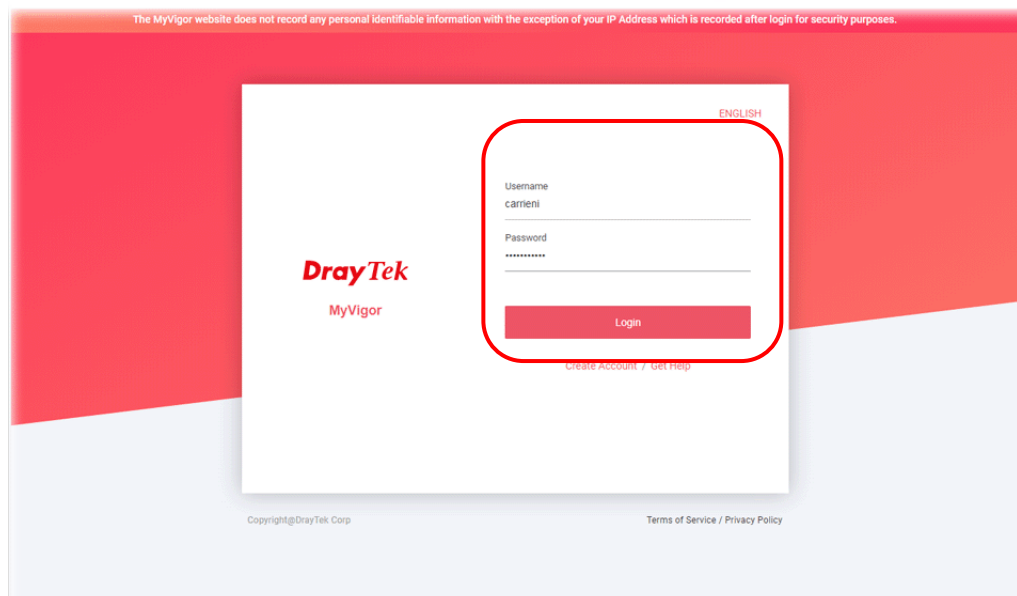 The MyVigor website does not record any personal identifiable information with the exception of your IP Address which is recorded after login for security purposes.
ENGLISH
Username
carrieni
Password
•••••••••••
DrayTek
MyVigor
Login
Create Account / Get Help
Copyright@DrayTek Corp
Terms of Service / Privacy Policy